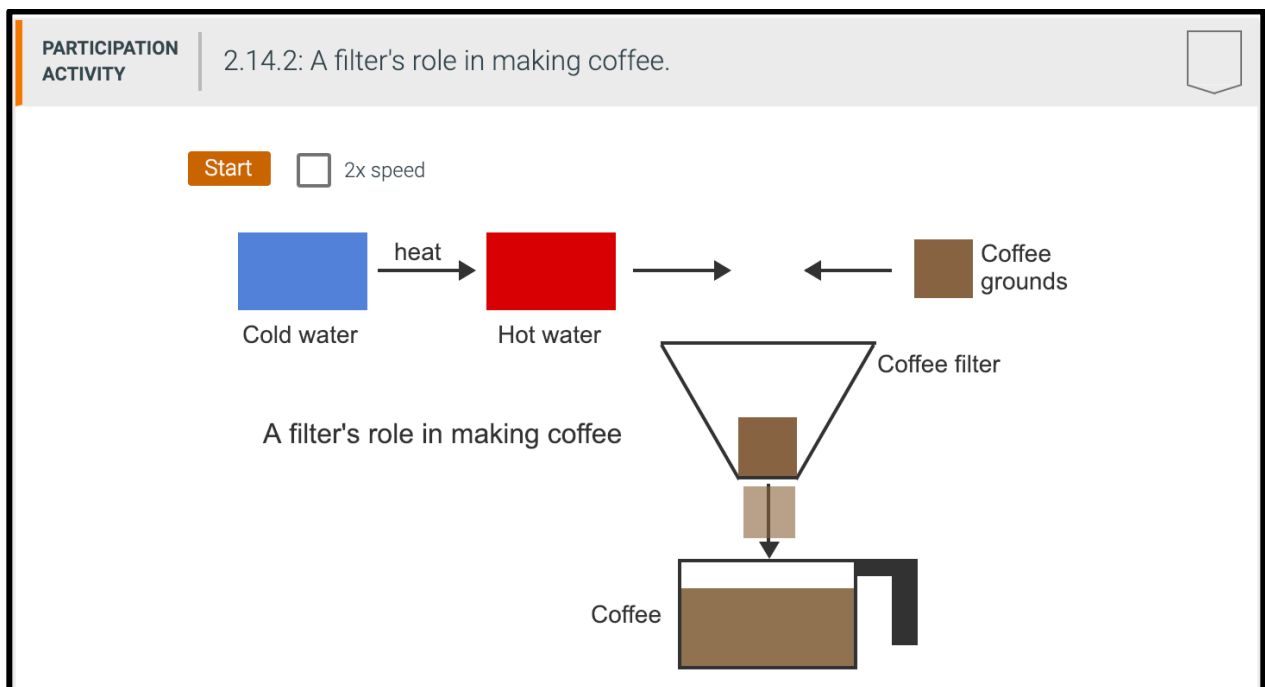 PARTICIPATION
ACTIVITY
2.14.2: A filter's role in making coffee.
Start
2x speed
heat
Coffee
grounds
Cold water
Hot water
Coffee filter
A filter's role in making coffee
Coffee